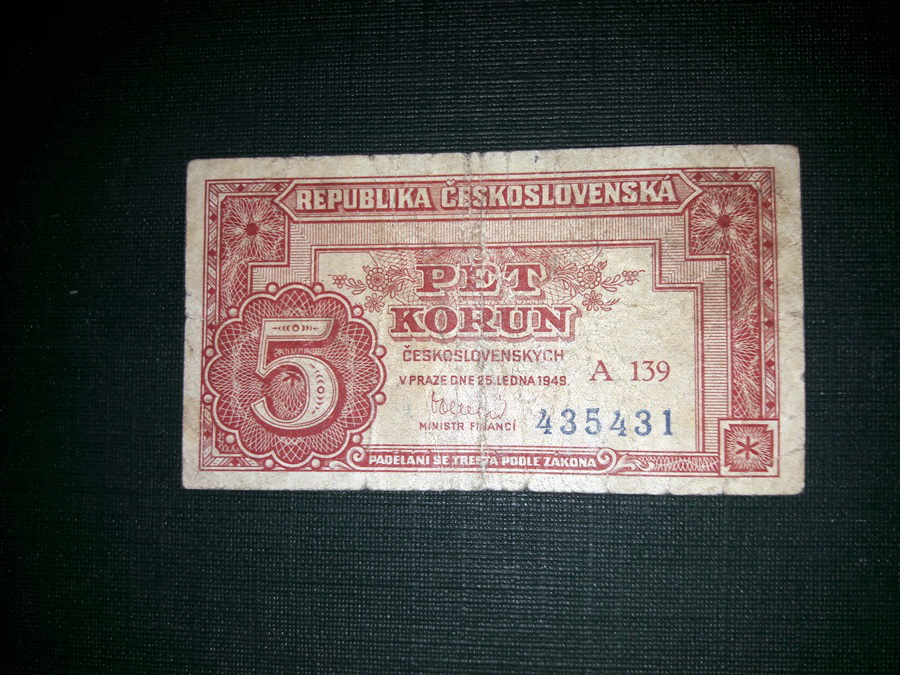 REPUBLIKA ČESKOSLOVENSKÁ
PĚT
KORUN
ČESKOSLOVENSKÝCH
V PRAZE DNE 25. LEDNA 1949.
A 139
MINISTR FINANCÍ
435431
5
PADĚLÁNÍ SE TRESTÁ PODLE ZÁKONA